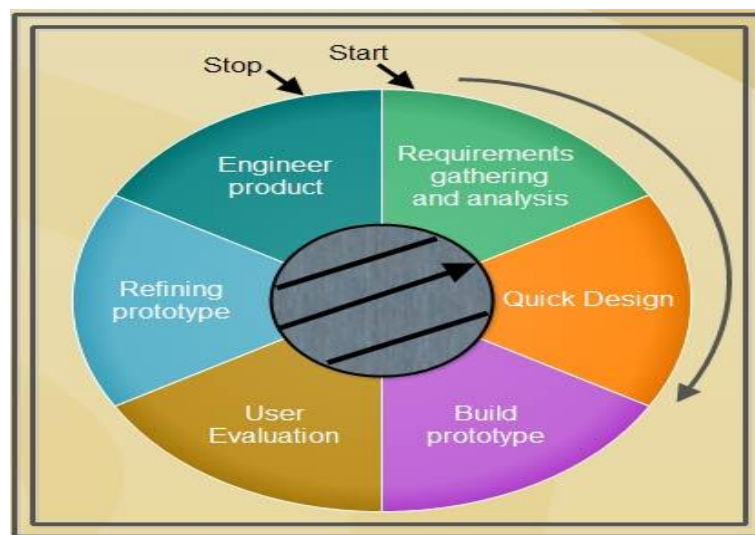 Stop
Start
Engineer
product
Requirements
gathering
and analysis
Refining
prototype
Quick Design
User
Evaluation
Build
prototype